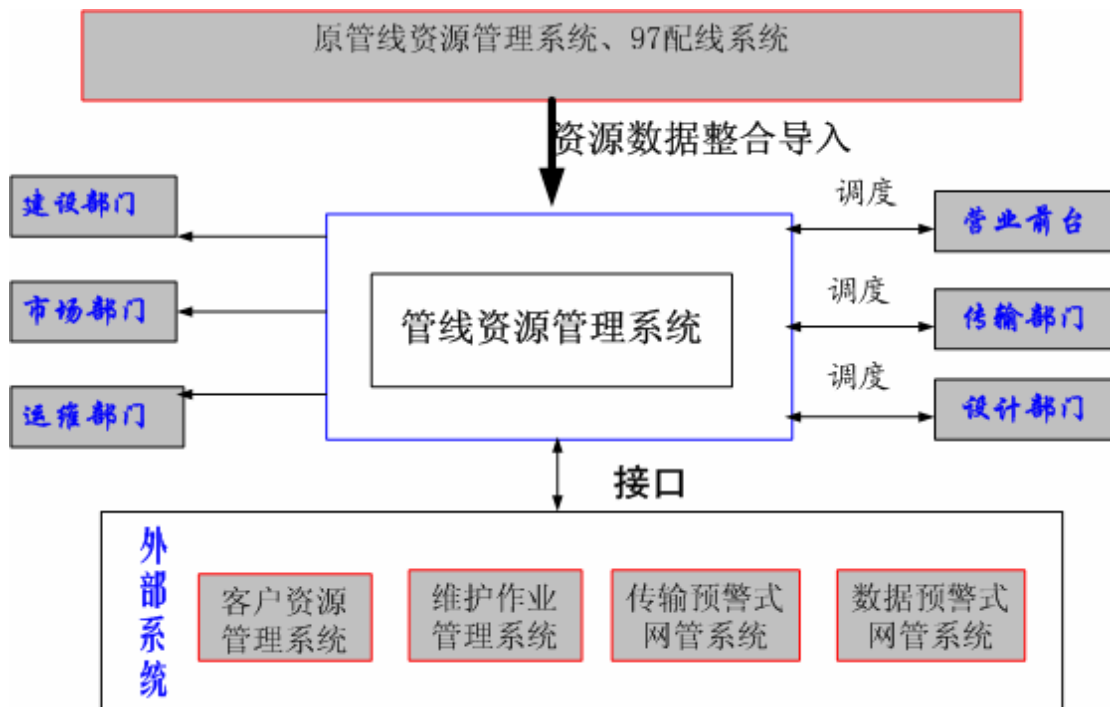 原管线资源管理系统、97配线系统
资源数据整合导入
建设部门
市场部门
运维部门
管线资源管理系统
调度
营业前台
调度
传输部门
调度
设计部门
接口
外部系统
客户资源
管理系统
维护作业
管理系统
传输预警式
网管系统
数据预警式
网管系统